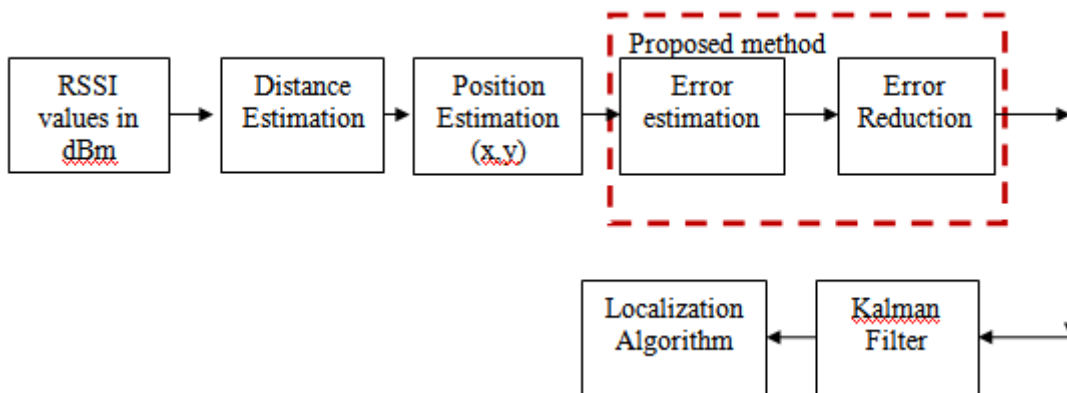 Proposed method
RSSI
values in
dBm
Distance
Estimation
Position
Estimation
(x,y)
Error
estimation
Error
Reduction
Localization
Algorithm
Kalman
Filter